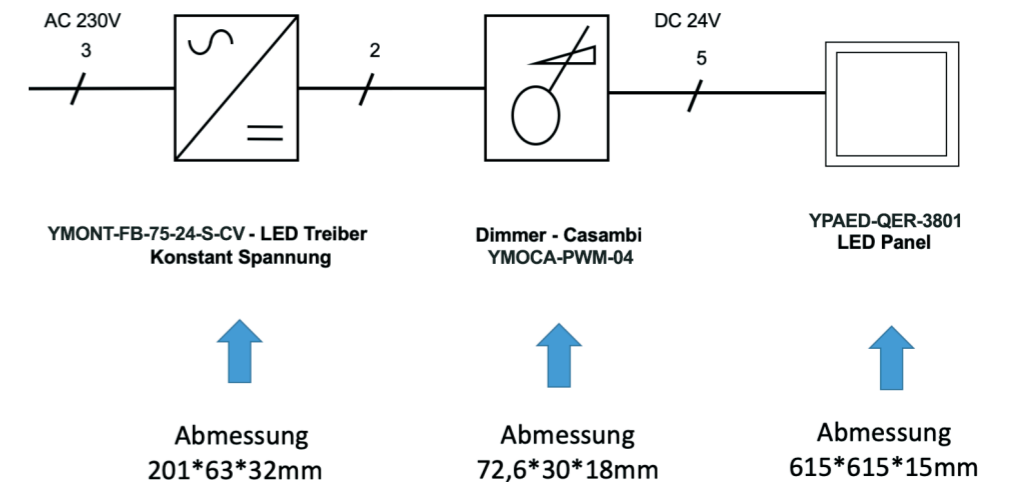 AC 230V
3
2
DC 24V
5
YMONT-FB-75-24-S-CV - LED Treiber
Konstant Spannung
Dimmer - Casambi
YMOCA-PWM-04
YPAED-QER-3801
LED Panel
Abmessung
201*63*32mm
Abmessung
72,6*30*18mm
Abmessung
615*615*15mm